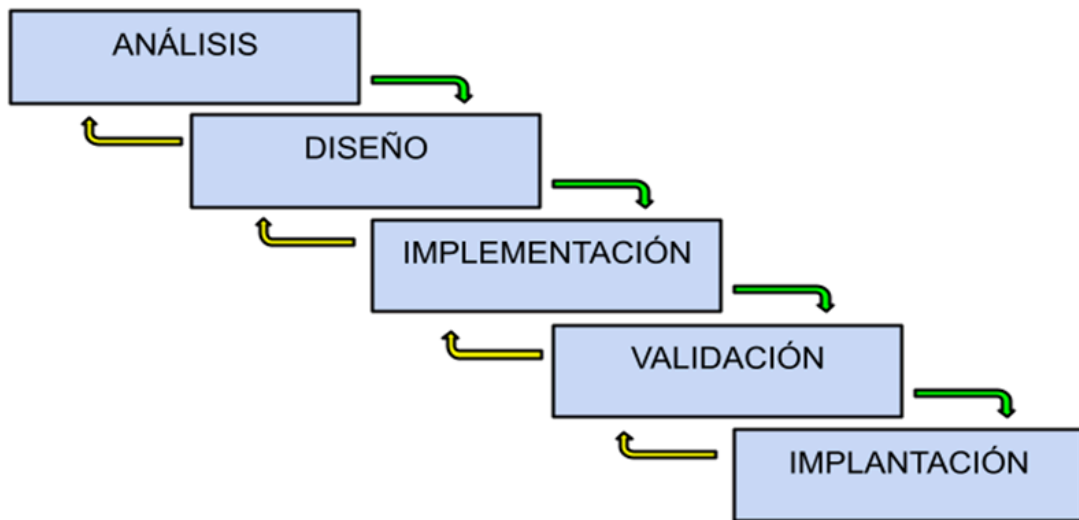 ANÁLISIS
DISEÑO
IMPLEMENTACIÓN
VALIDACIÓN
IMPLANTACIÓN